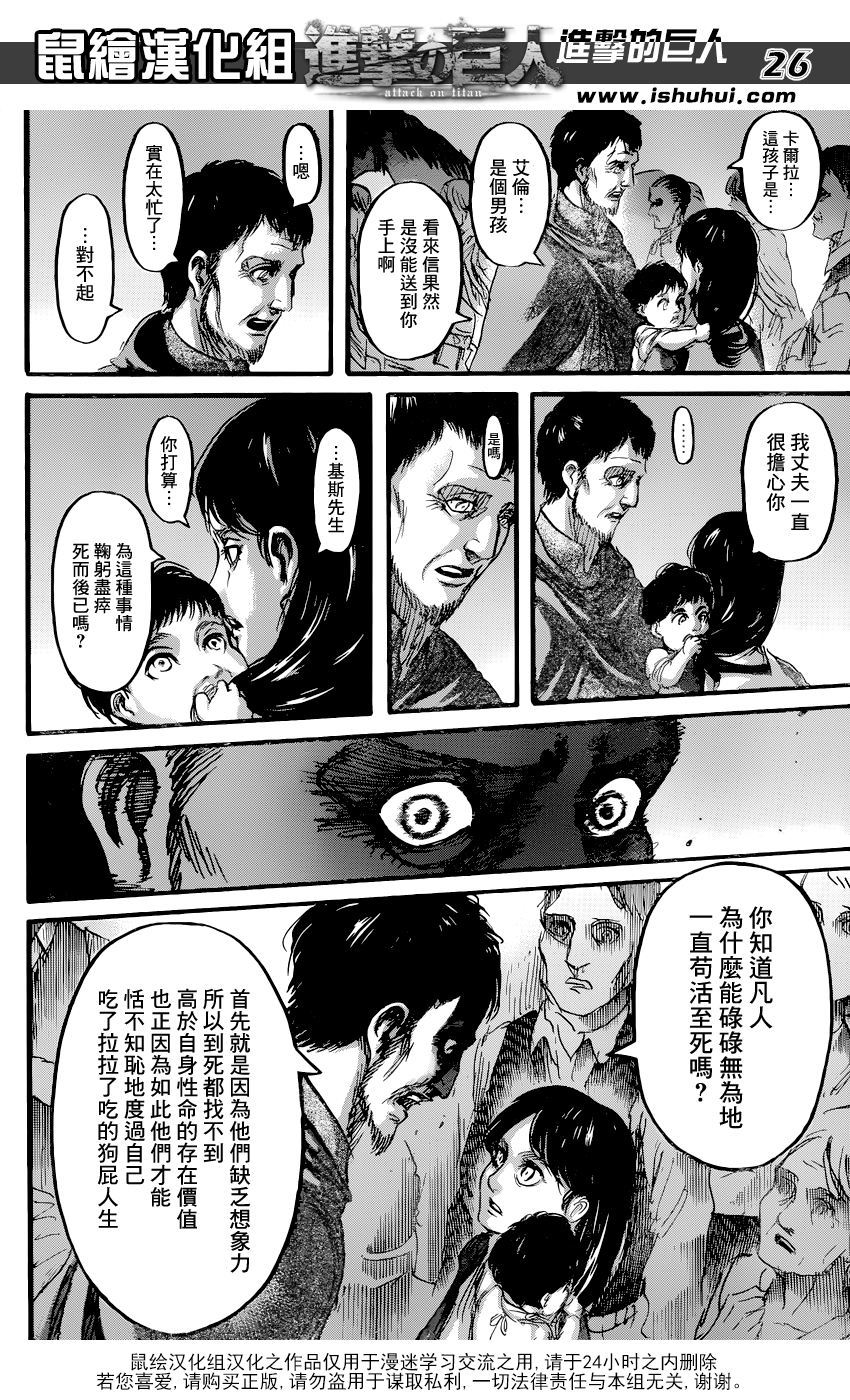 鼠繪漢化組
進撃の巨人
attack on titan
進擊的巨人
26
www.ishuhui.com
卡爾拉…
這孩子是…
艾倫…
是個男孩
看來信果然
是沒能送到你
手上啊
…嗯
實在太忙了…
…對不起
我丈夫一直
很擔心你
………
是嗎
…基斯先生
你打算…
為這種事情
鞠躬盡瘁
死而後已嗎？
你知道凡人
為什麼能碌碌無為地
一直苟活至死嗎？
首先就是因為他們缺乏想象力
所以到死都找不到
高於自身性命的存在價值
也正因為如此他們才能
恬不知恥地度過自己
吃了拉拉了吃的狗屁人生
鼠绘汉化组汉化之作品仅用于漫迷学习交流之用,请于24小时之内删除
若您喜爱,请购买正版,请勿盗用于谋取私利,一切法律责任与本组无关,谢谢。